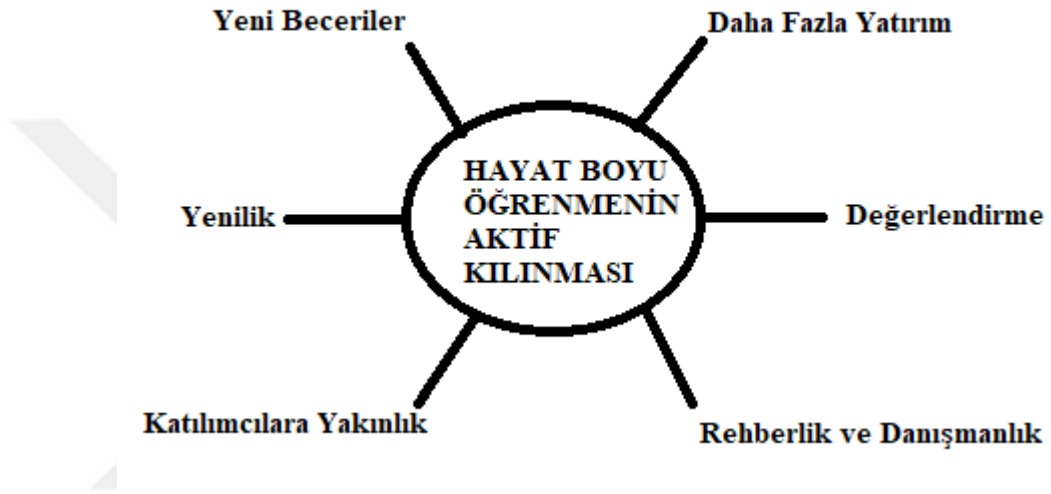 Yeni Beceriler
Daha Fazla Yatırım
HAYAT BOYU
ÖĞRENMENİN
AKTİF
KILINMASI
Yenilik
Değerlendirme
Katılımcılara Yakınlık
Rehberlik ve Danışmanlık